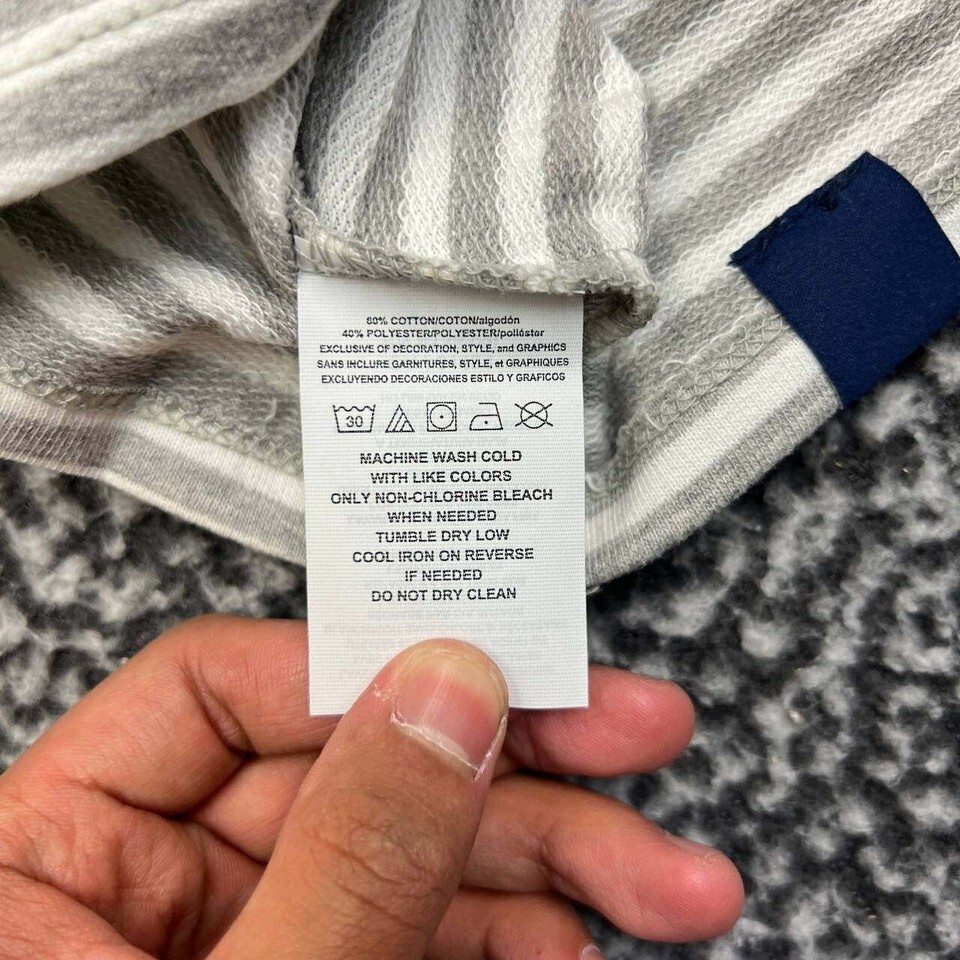 60% COTTON/COTON/algodón
40% POLYESTER/POLYESTER/poliéster
EXCLUSIVE OF DECORATION, STYLE, and GRAPHICS
SANS INCLURE GARNITURES, STYLE, et GRAPHIQUES
EXCLUYENDO DECORACIONES ESTILO Y GRAFICOS
30
MACHINE WASH COLD
WITH LIKE COLORS
ONLY NON-CHLORINE BLEACH
WHEN NEEDED
TUMBLE DRY LOW
COOL IRON ON REVERSE
IF NEEDED
DO NOT DRY CLEAN